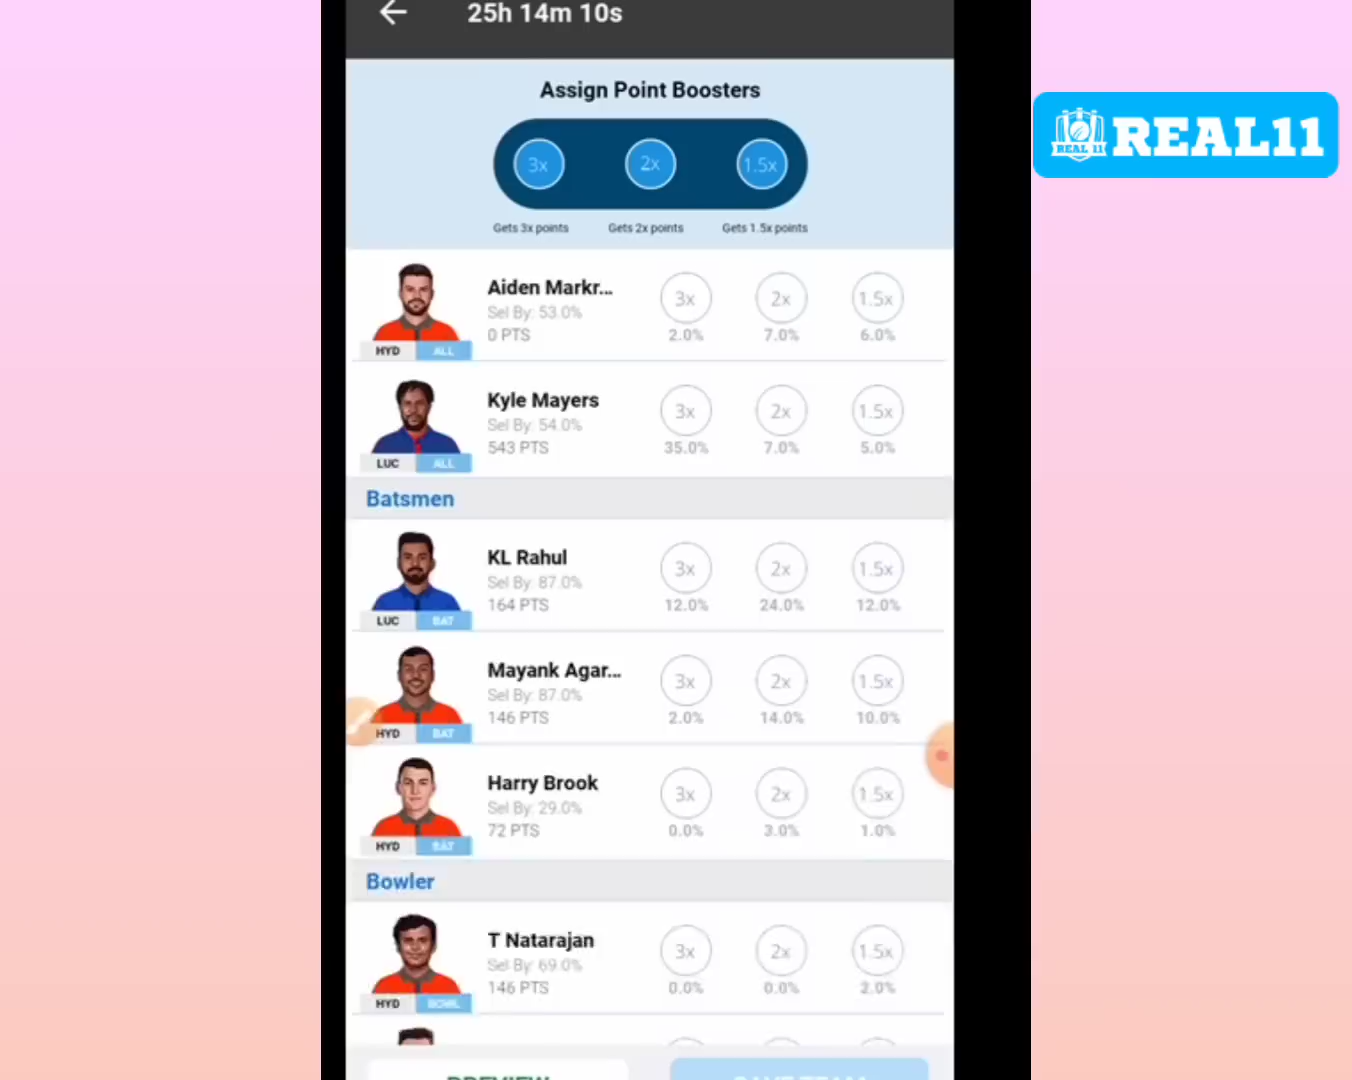 25h 14m 10s
REAL 11
REAL11
Assign Point Boosters
3x 2x 1.5x
Gets 3x points Gets 2x points Gets 1.5x points
Aiden Markr... 3x 2x 1.5x
Sel By: 53.0%
0 PTS 2.0% 7.0% 6.0%
HYD ALL
Kyle Mayers 3x 2x 1.5x
Sel By: 54.0%
543 PTS 35.0% 7.0% 5.0%
LUC ALL
Batsmen
KL Rahul 3x 2x 1.5x
Sel By: 87.0%
164 PTS 12.0% 24.0% 12.0%
LUC BAT
Mayank Agar... 3x 2x 1.5x
Sel By: 87.0%
146 PTS 2.0% 14.0% 10.0%
HYD BAT
Harry Brook 3x 2x 1.5x
Sel By: 29.0%
72 PTS 0.0% 3.0% 1.0%
HYD BAT
Bowler
T Natarajan 3x 2x 1.5x
Sel By: 69.0%
146 PTS 0.0% 0.0% 2.0%
HYD BOWL
PREVIEW SAVE TEAM